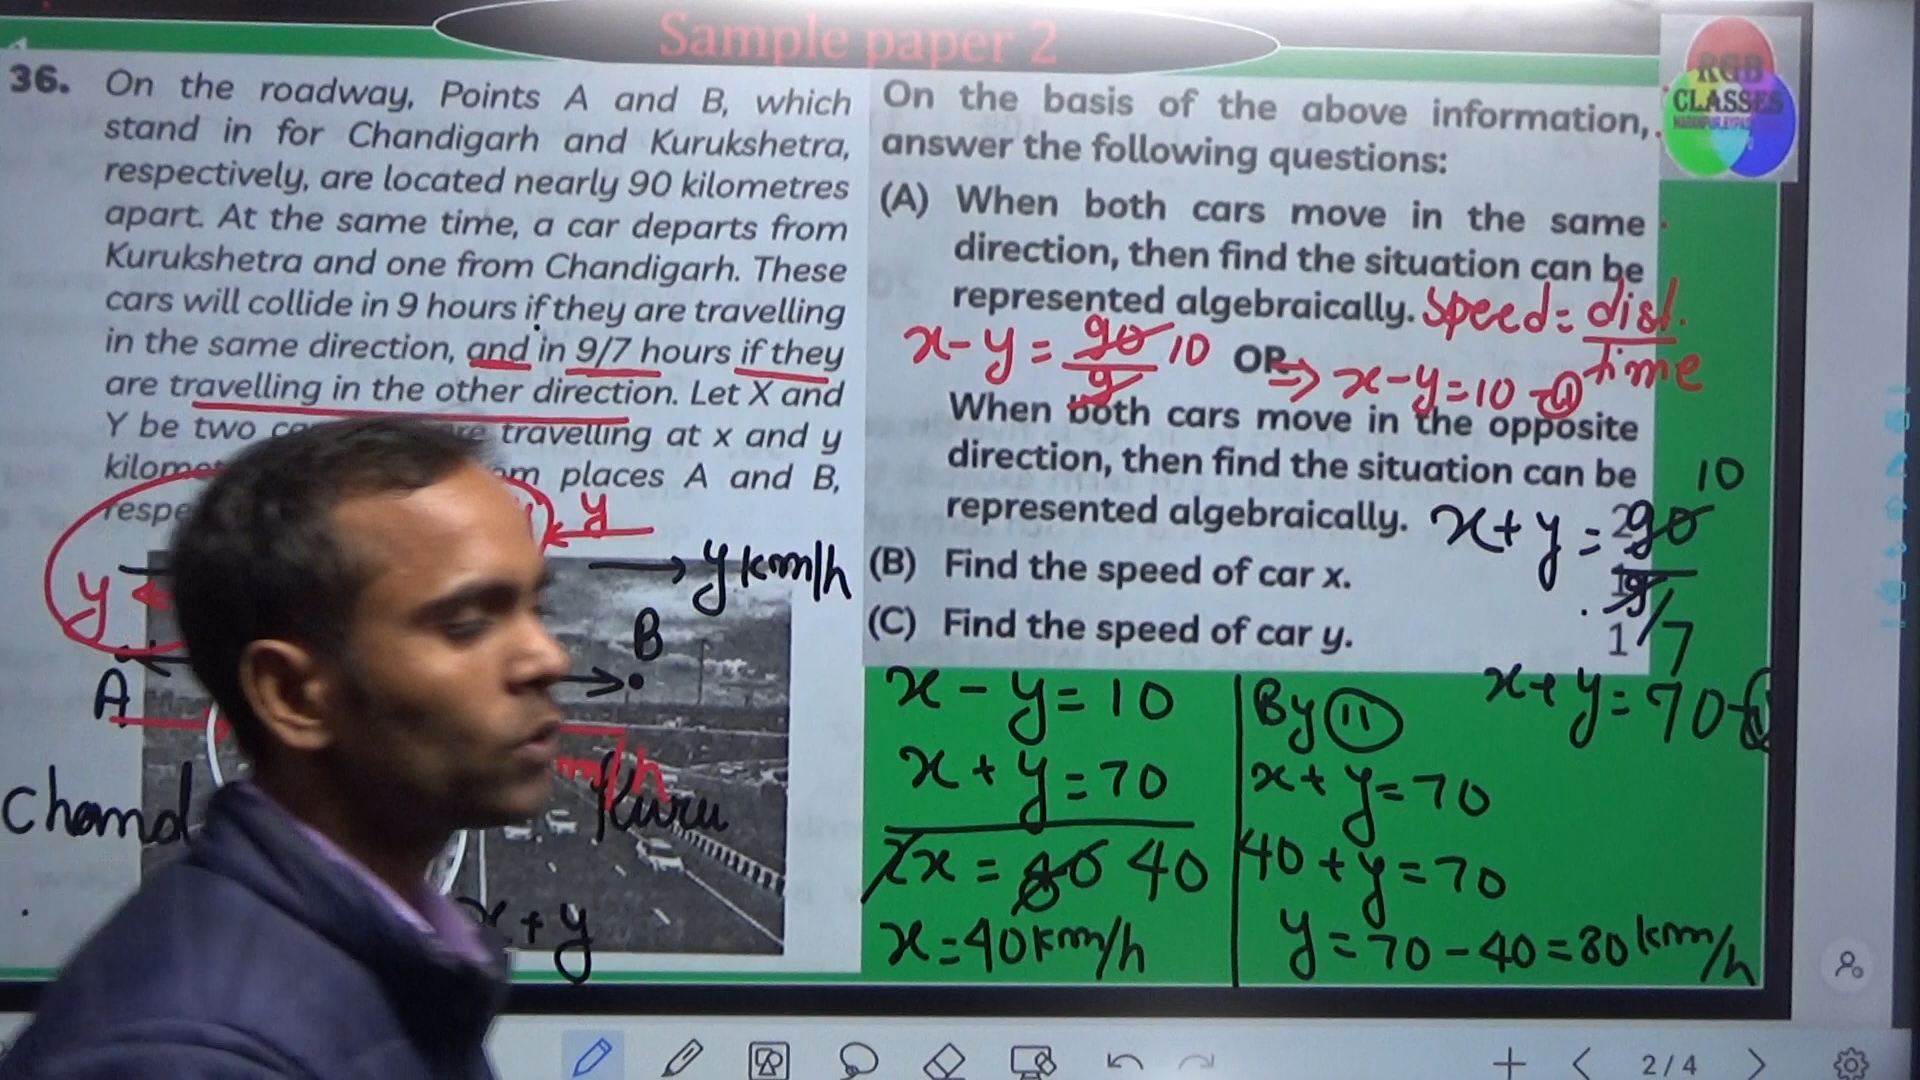 Sample paper 2
36. On the roadway, Points A and B, which
stand in for Chandigarh and Kurukshetra,
respectively, are located nearly 90 kilometres
apart. At the same time, a car departs from
Kurukshetra and one from Chandigarh. These
cars will collide in 9 hours if they are travelling
in the same direction, and in 9/7 hours if they
are travelling in the other direction. Let X and
Y be two travelling at x and y
places A and B,
y
y
y km/h
A
B
Chand
Kuru
m/h
x + y
On the basis of the above information,
answer the following questions:
(A) When both cars move in the same
direction, then find the situation can be
represented algebraically. Speed = dist. / time
x - y = 90/9 10 OR ⇒ x - y = 10
When both cars move in the opposite
direction, then find the situation can be
represented algebraically. x + y = 90 10
9/7
1
(B) Find the speed of car x.
(C) Find the speed of car y.
x + y = 70
x - y = 10
x + y = 70
2x = 80 40
x = 40 km/h
By 11
x + y = 70
40 + y = 70
y = 70 - 40 = 30 km/h
RGB
CLASSES
2 / 4